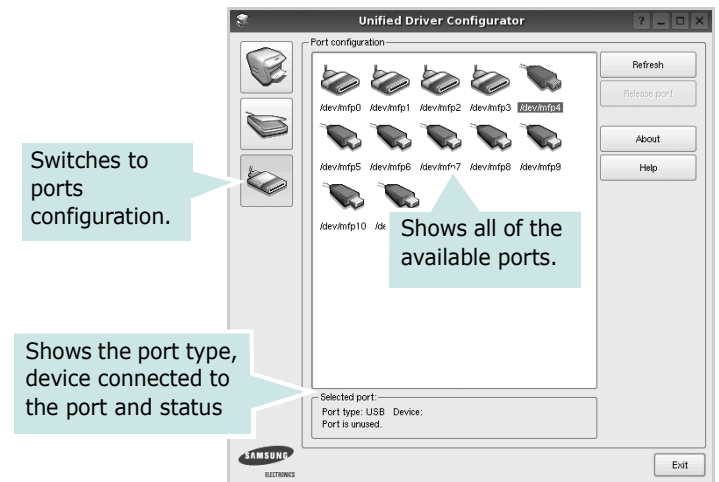 Unified Driver Configurator
Port configuration
/dev/mfp0 /dev/mfp1 /dev/mfp2 /dev/mfp3 /dev/mfp4
/dev/mfp5 /dev/mfp6 /dev/mfp7 /dev/mfp8 /dev/mfp9
/dev/mfp10
Refresh
Release port
About
Help
Switches to
ports
configuration.
Shows all of the
available ports.
Shows the port type,
device connected to
the port and status
Selected port:
Port type: USB Device:
Port is unused.
SAMSUNG
ELECTRONICS
Exit